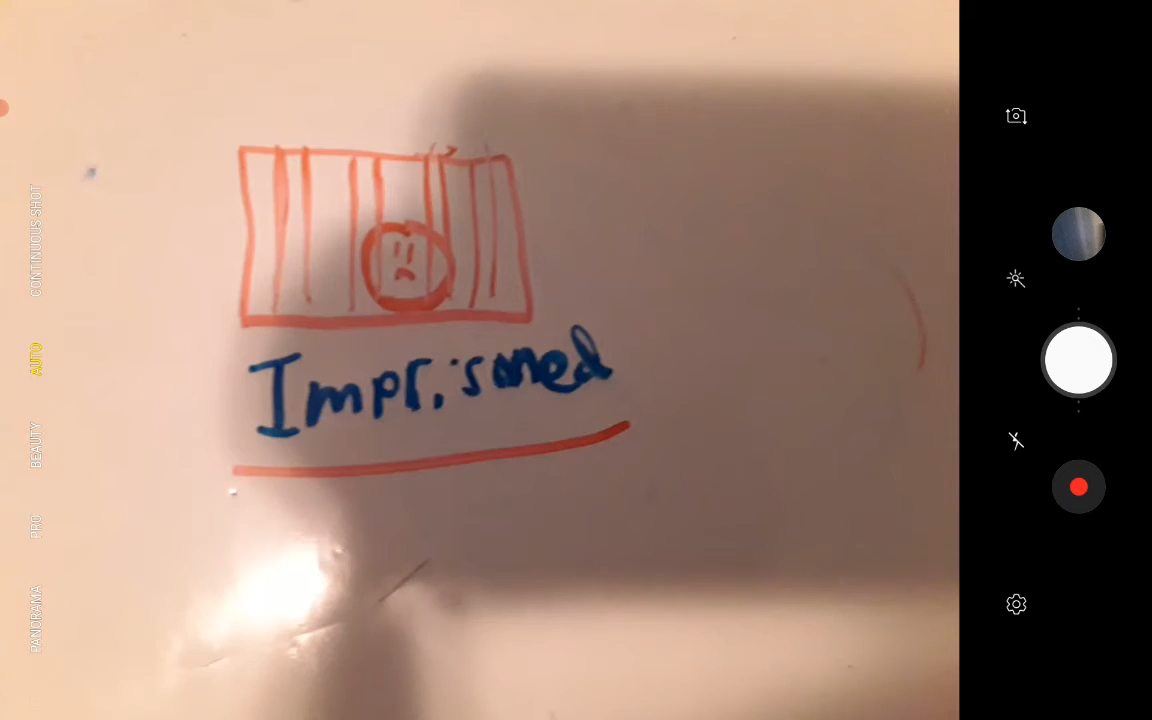 Imprisoned
CONTINUOUS SHOT
AUTO
BEAUTY
PRO
PANORAMA